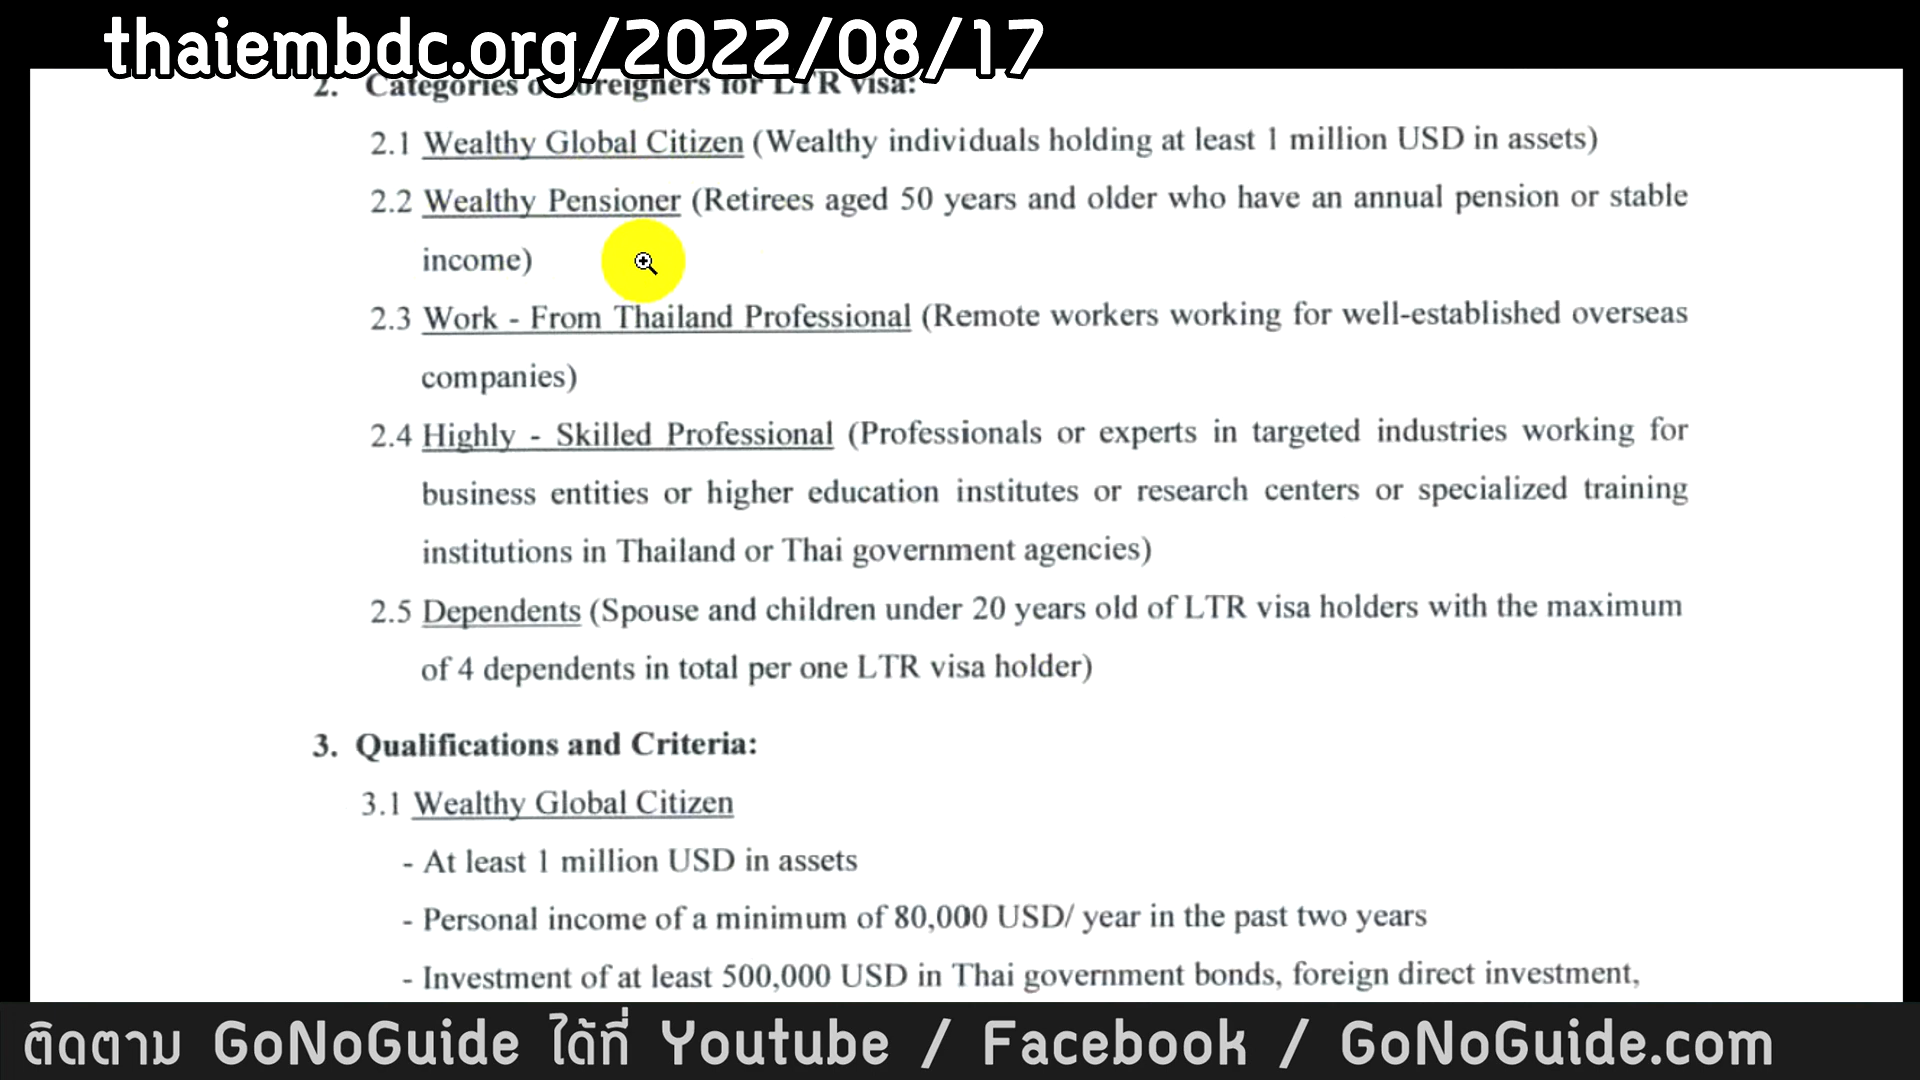 thaiembdc.org/2022/08/17
2. Categories of foreigners for LTR visa:
2.1 Wealthy Global Citizen (Wealthy individuals holding at least 1 million USD in assets)
2.2 Wealthy Pensioner (Retirees aged 50 years and older who have an annual pension or stable
income)
2.3 Work - From Thailand Professional (Remote workers working for well-established overseas
companies)
2.4 Highly - Skilled Professional (Professionals or experts in targeted industries working for
business entities or higher education institutes or research centers or specialized training
institutions in Thailand or Thai government agencies)
2.5 Dependents (Spouse and children under 20 years old of LTR visa holders with the maximum
of 4 dependents in total per one LTR visa holder)
3. Qualifications and Criteria:
3.1 Wealthy Global Citizen
- At least 1 million USD in assets
- Personal income of a minimum of 80,000 USD/ year in the past two years
- Investment of at least 500,000 USD in Thai government bonds, foreign direct investment,
ติดตาม GoNoGuide ได้ที่ Youtube / Facebook / GoNoGuide.com